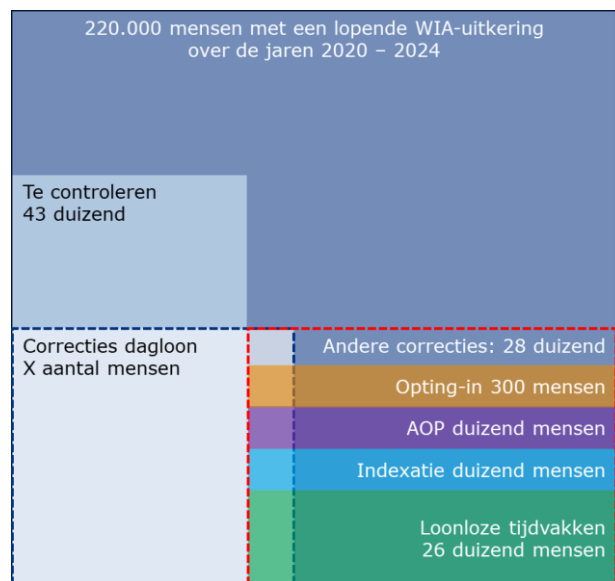 220.000 mensen met een lopende WIA-uitkering
over de jaren 2020 – 2024
Te controleren
43 duizend
Correcties dagloon
X aantal mensen
Andere correcties: 28 duizend
Opting-in 300 mensen
AOP duizend mensen
Indexatie duizend mensen
Loonloze tijdvakken
26 duizend mensen